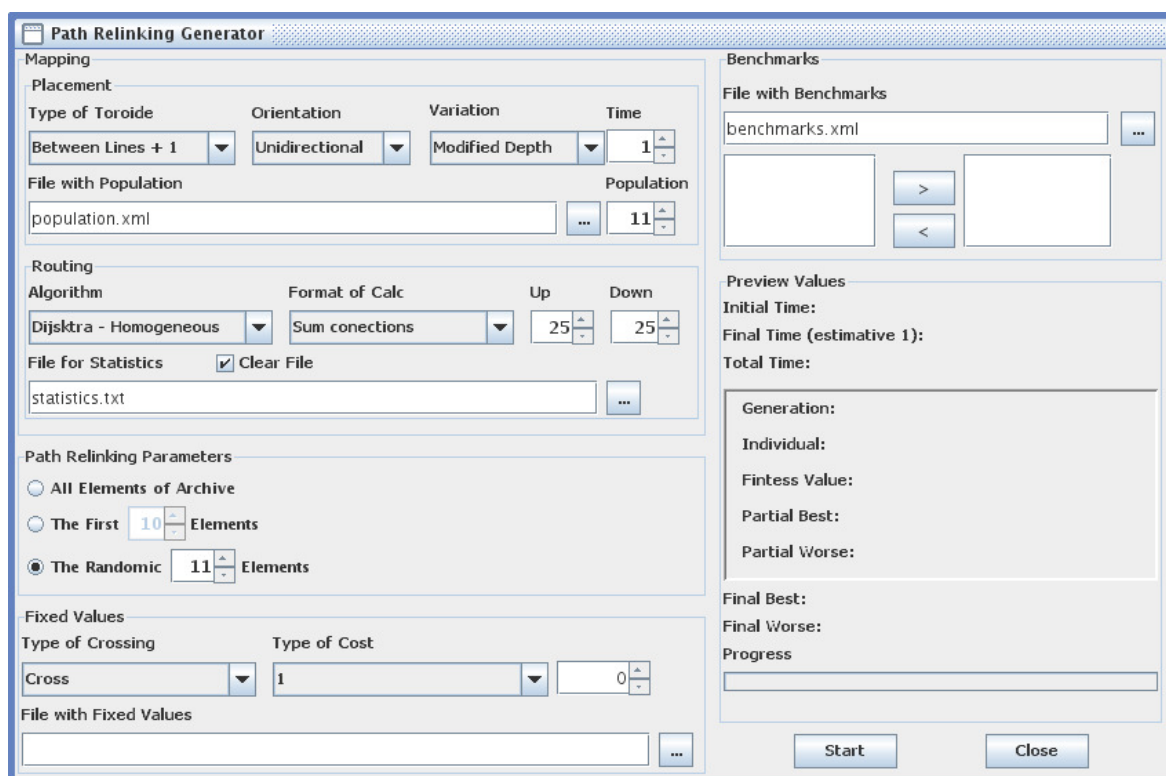 Path Relinking Generator
Mapping
Placement
Type of Toroide Orientation Variation Time
Between Lines + 1 Unidirectional Modified Depth 1
File with Population Population
population.xml ... 11
Routing
Algorithm Format of Calc Up Down
Dijsktra - Homogeneous Sum conections 25 25
File for Statistics Clear File
statistics.txt ...
Path Relinking Parameters
All Elements of Archive
The First 10 Elements
The Randomic 11 Elements
Fixed Values
Type of Crossing Type of Cost
Cross 1 0
File with Fixed Values
...
Benchmarks
File with Benchmarks
benchmarks.xml ...
>
<
Preview Values
Initial Time:
Final Time (estimative 1):
Total Time:
Generation:
Individual:
Fintess Value:
Partial Best:
Partial Worse:
Final Best:
Final Worse:
Progress
Start Close